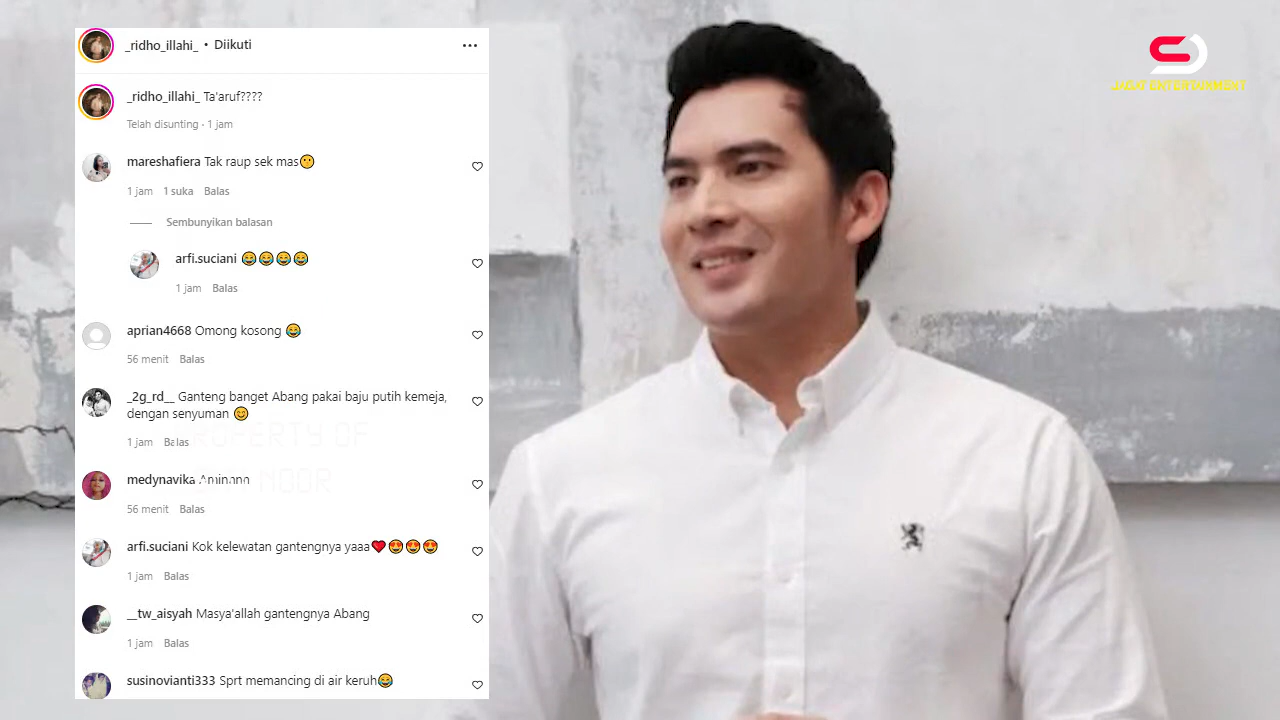 _ridho_illahi_ • Diikuti
_ridho_illahi_ Ta'aruf????
Telah disunting · 1 jam
mareshafiera Tak raup sek mas😶
1 jam 1 suka Balas
Sembunyikan balasan
arfi.suciani 😂😂😂😂
1 jam Balas
aprian4668 Omong kosong 😂
56 menit Balas
_2g_rd__ Ganteng banget Abang pakai baju putih kemeja,
dengan senyuman 😊
1 jam Balas
PROPERTY OF
medynavika Aminnnn
56 menit Balas
arfi.suciani Kok kelewatan gantengnya yaaa❤️😍😍😍
1 jam Balas
__tw_aisyah Masya'allah gantengnya Abang
1 jam Balas
susinovianti333 Sprt memancing di air keruh😂
JAGAT ENTERTAINMENT